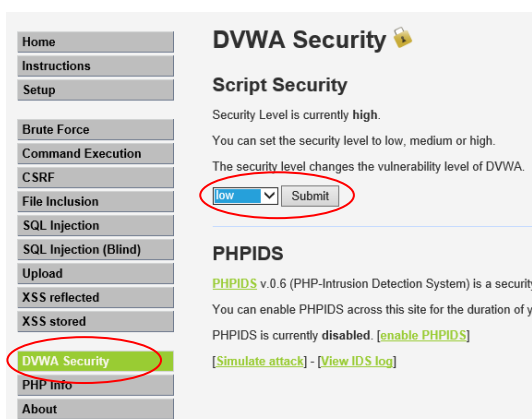 Home
Instructions
Setup
Brute Force
Command Execution
CSRF
File Inclusion
SQL Injection
SQL Injection (Blind)
Upload
XSS reflected
XSS stored
DVWA Security
PHP Info
About
DVWA Security
Script Security
Security Level is currently high.
You can set the security level to low, medium or high.
The security level changes the vulnerability level of DVWA.
low Submit
PHPIDS
PHPIDS v.0.6 (PHP-Intrusion Detection System) is a security
You can enable PHPIDS across this site for the duration of y
PHPIDS is currently disabled. [enable PHPIDS]
[Simulate attack] - [View IDS log]